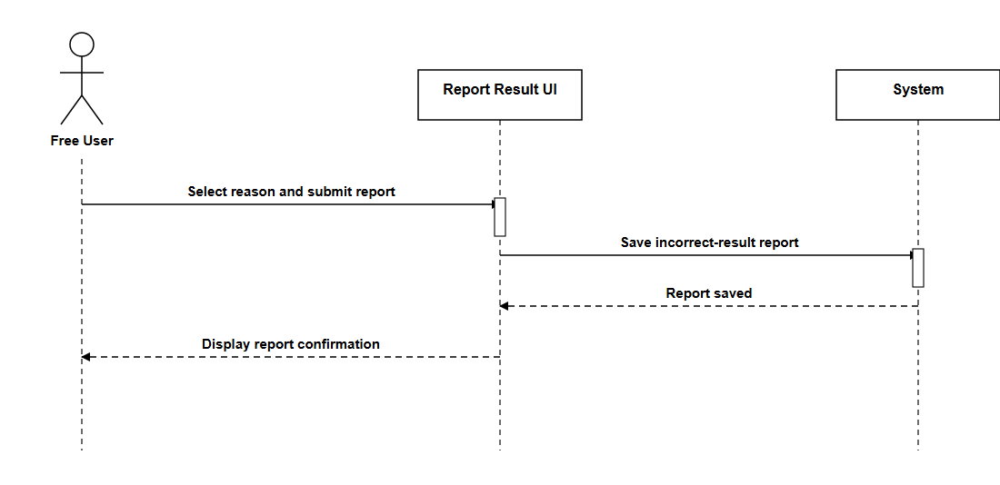 Report Result UI
System
Free User
Select reason and submit report
Save incorrect-result report
Report saved
Display report confirmation